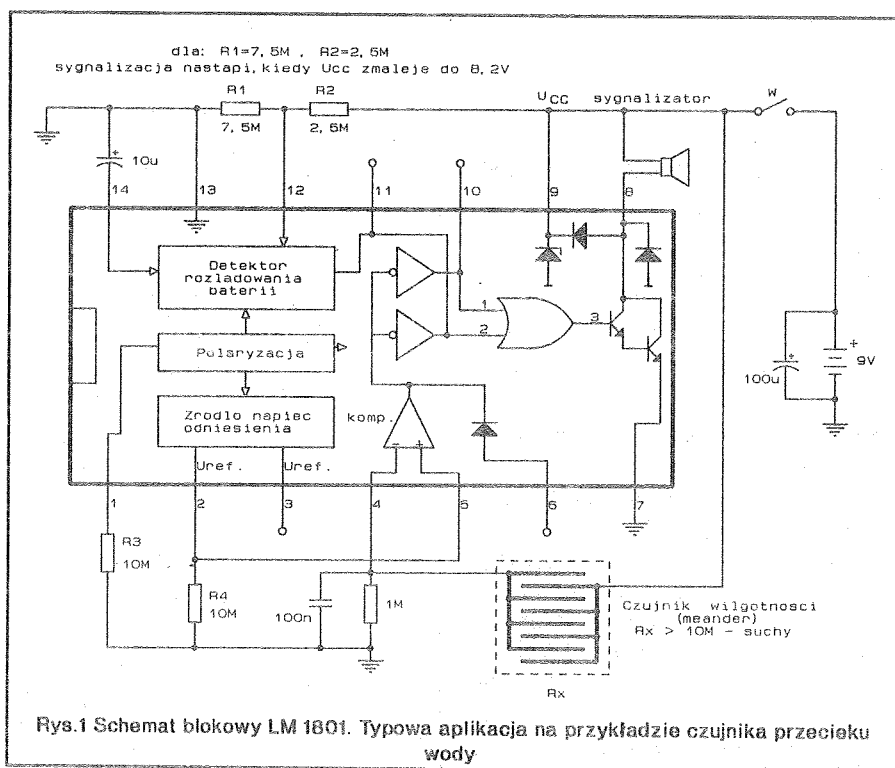 dla: R1=7,5M , R2=2,5M
sygnalizacja nastapi, kiedy Ucc zmaleje do 8,2V
R1
R2
7,5M
2,5M
UCC
sygnalizator
W
10u
14
13
12
11
10
9
8
Detektor
rozladowania
baterii
Polsryzacja
Zrodlo napiec
odniesienia
komp.
1
2
3
- +
100u
9V
Uref.
Uref.
1
2
3
4
5
6
7
R3
10M
R4
10M
100n
1M
Czujnik wilgotnosci
(meander)
Rx > 10M - suchy
Rx
Rys.1 Schemat blokowy LM 1801. Typowa aplikacja na przykładzie czujnika przecieku
wody